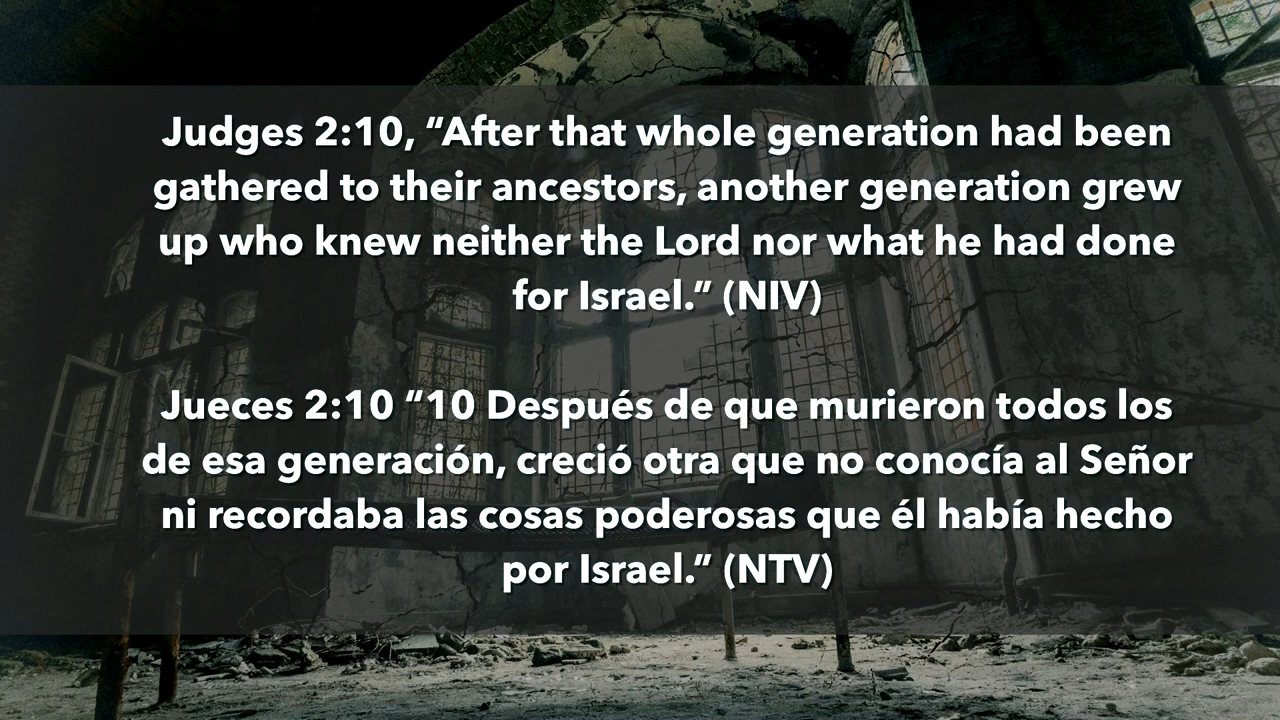 Judges 2:10, “After that whole generation had been
gathered to their ancestors, another generation grew
up who knew neither the Lord nor what he had done
for Israel.” (NIV)
Jueces 2:10 “10 Después de que murieron todos los
de esa generación, creció otra que no conocía al Señor
ni recordaba las cosas poderosas que él había hecho
por Israel.” (NTV)